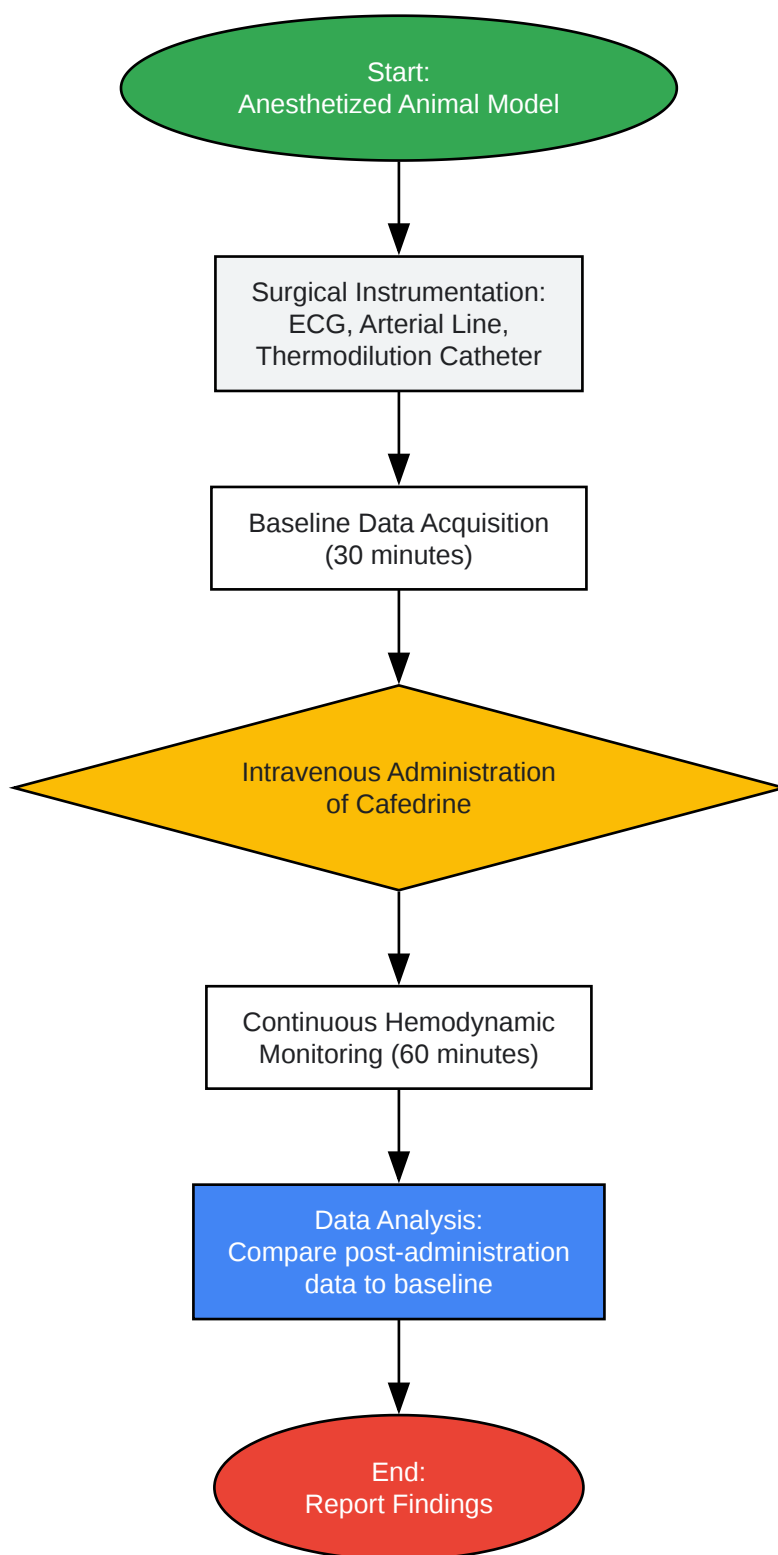 Start:
Anesthetized Animal Model
Surgical Instrumentation:
ECG, Arterial Line,
Thermodilution Catheter
Baseline Data Acquisition
(30 minutes)
Intravenous Administration
of Cafedrine
Continuous Hemodynamic
Monitoring (60 minutes)
Data Analysis:
Compare post-administration
data to baseline
End:
Report Findings